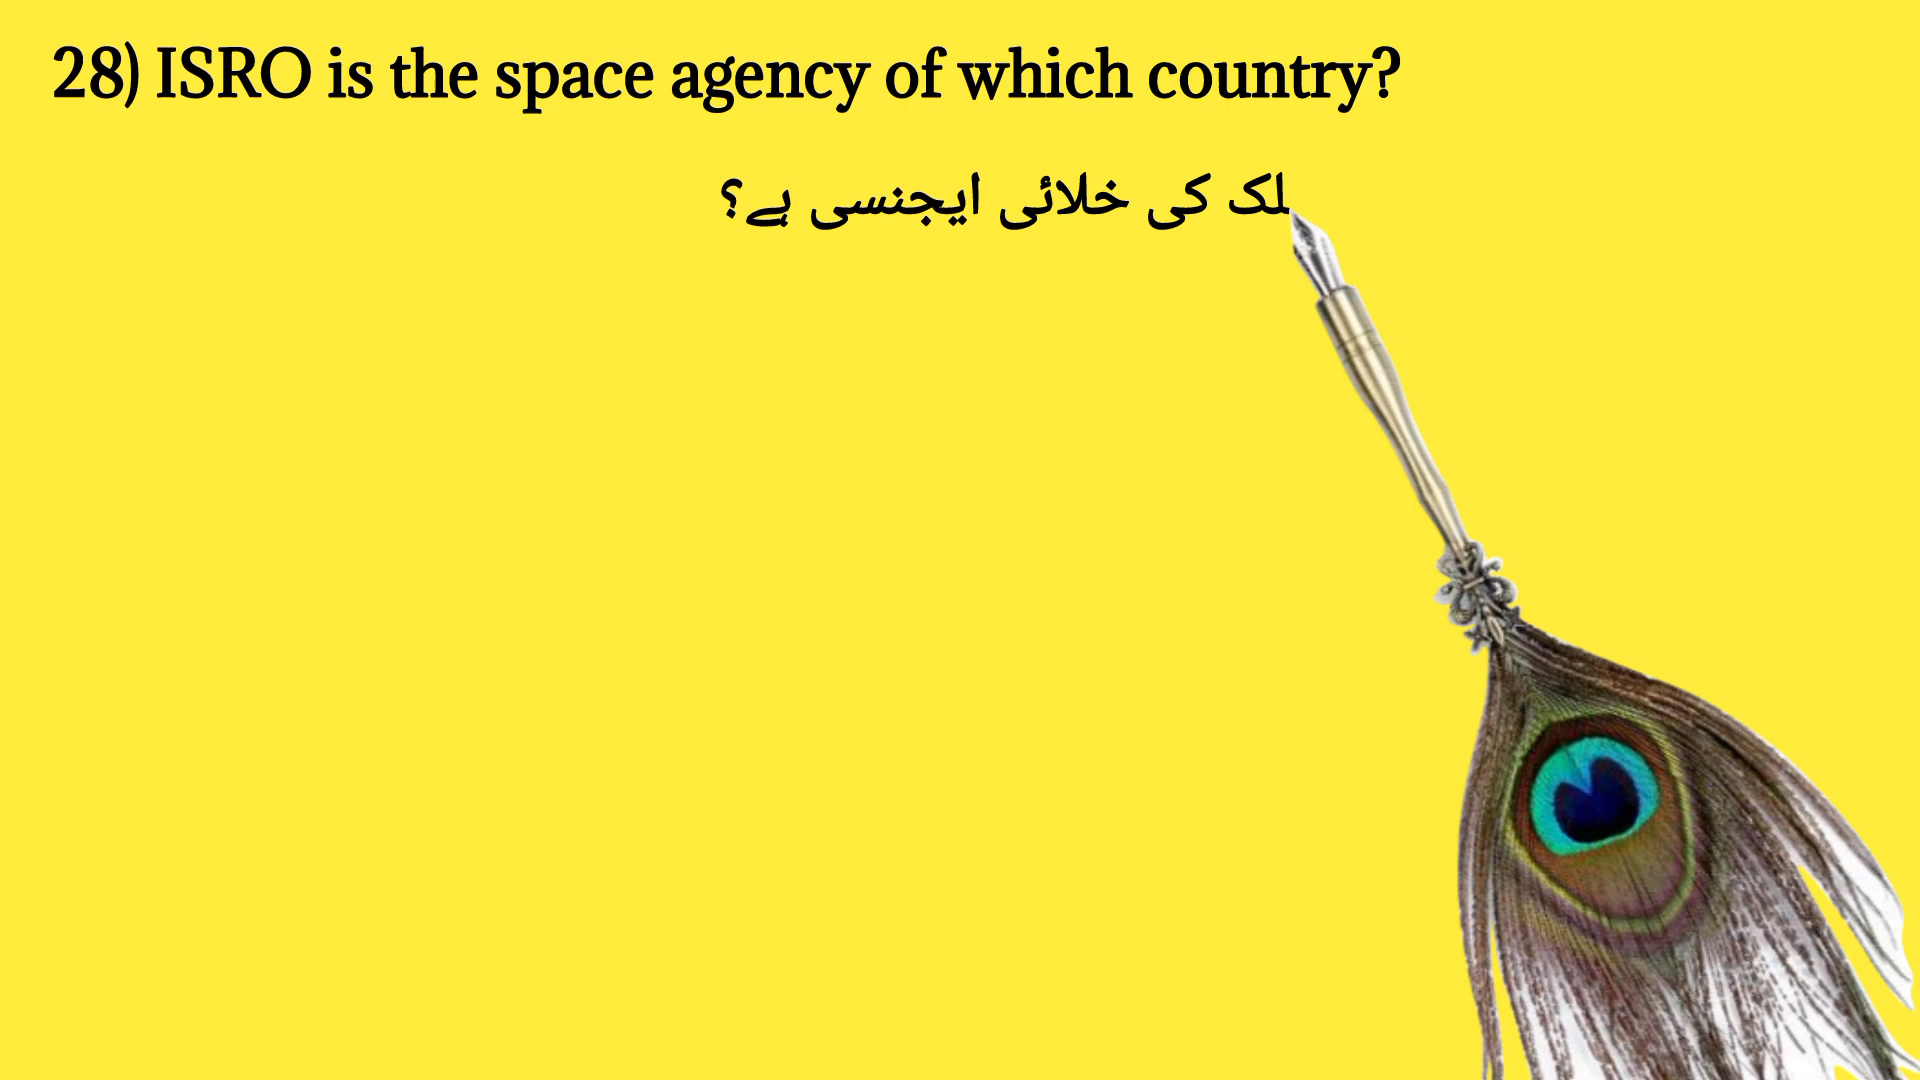 28) ISRO is the space agency of which country?
لک کی خلائی ایجنسی ہے؟